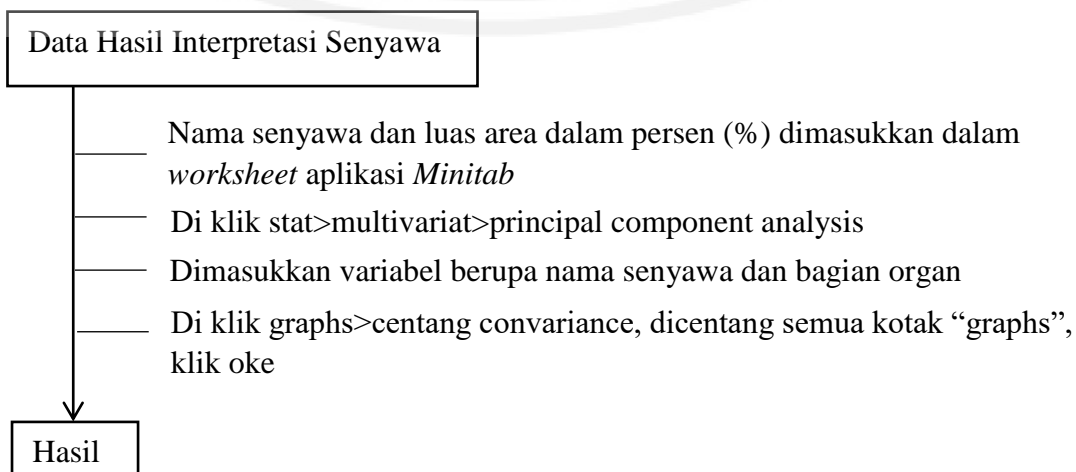 Data Hasil Interpretasi Senyawa
Nama senyawa dan luas area dalam persen (%) dimasukkan dalam
worksheet aplikasi Minitab
Di klik stat>multivariat>principal component analysis
Dimasukkan variabel berupa nama senyawa dan bagian organ
Di klik graphs>centang convariance, dicentang semua kotak “graphs”,
klik oke
Hasil